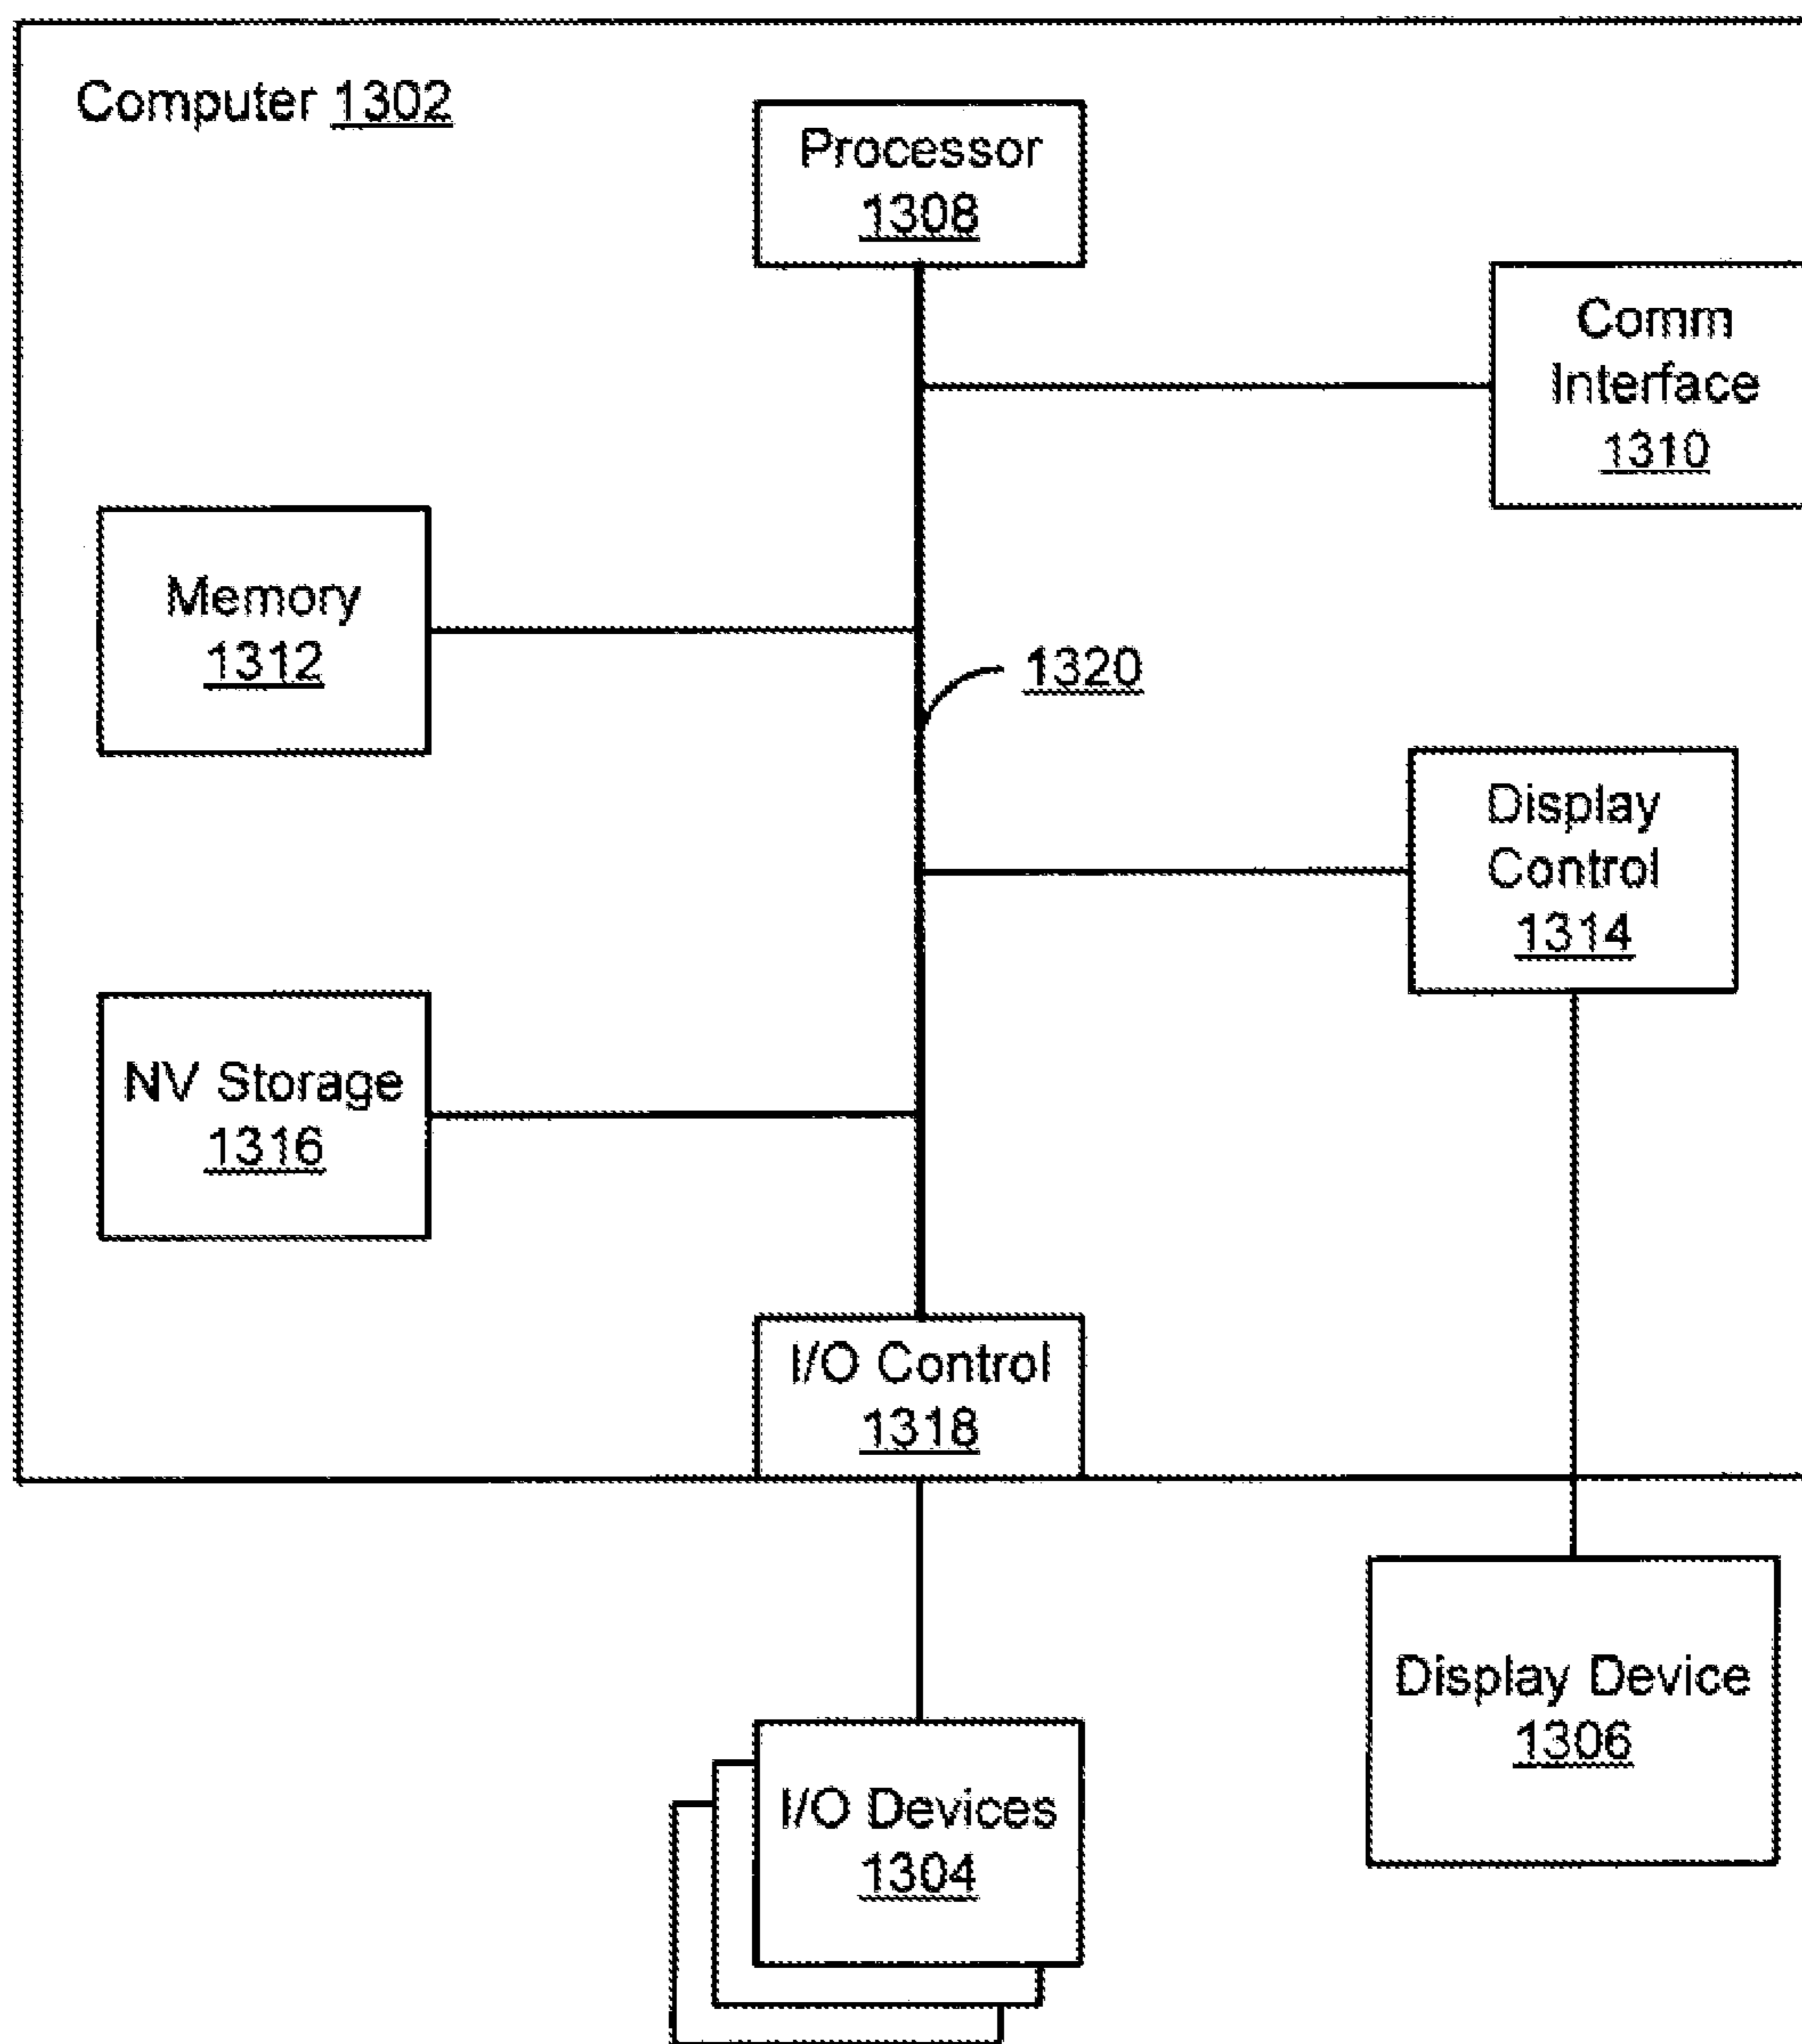 Computer 1302
Processor
1308
Comm
Interface
1310
Memory
1312
1320
Display
Control
1314
NV Storage
1316
I/O Control
1318
Display Device
1306
I/O Devices
1304